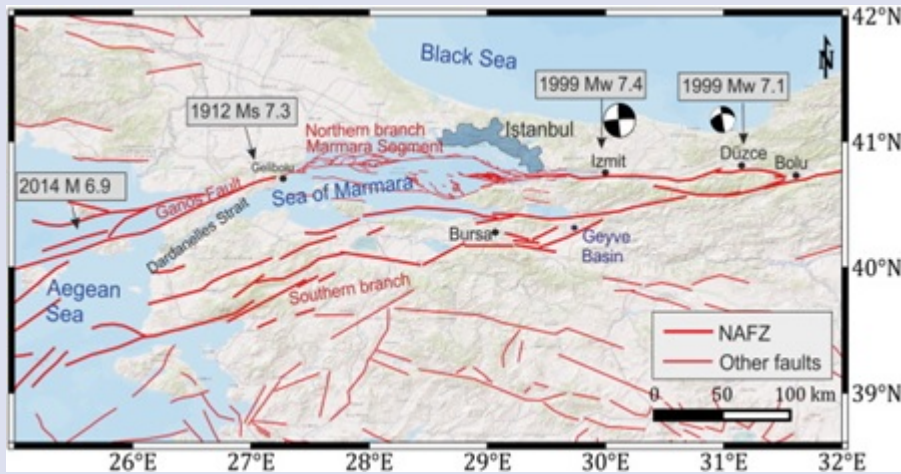 42°N
Black Sea
N
1999 Mw 7.4
1999 Mw 7.1
1912 Ms 7.3
Northern branch
Marmara Segment
Istanbul
41°N
Izmit
Düzce
Bolu
Gelibolu
2014 M 6.9
Ganos Fault
Sea of Marmara
Dardanelles Strait
Bursa
Geyve
Basin
40°N
Aegean
Sea
Southern branch
NAFZ
Other faults
0 50 100 km
39°N
26°E 27°E 28°E 29°E 30°E 31°E 32°E